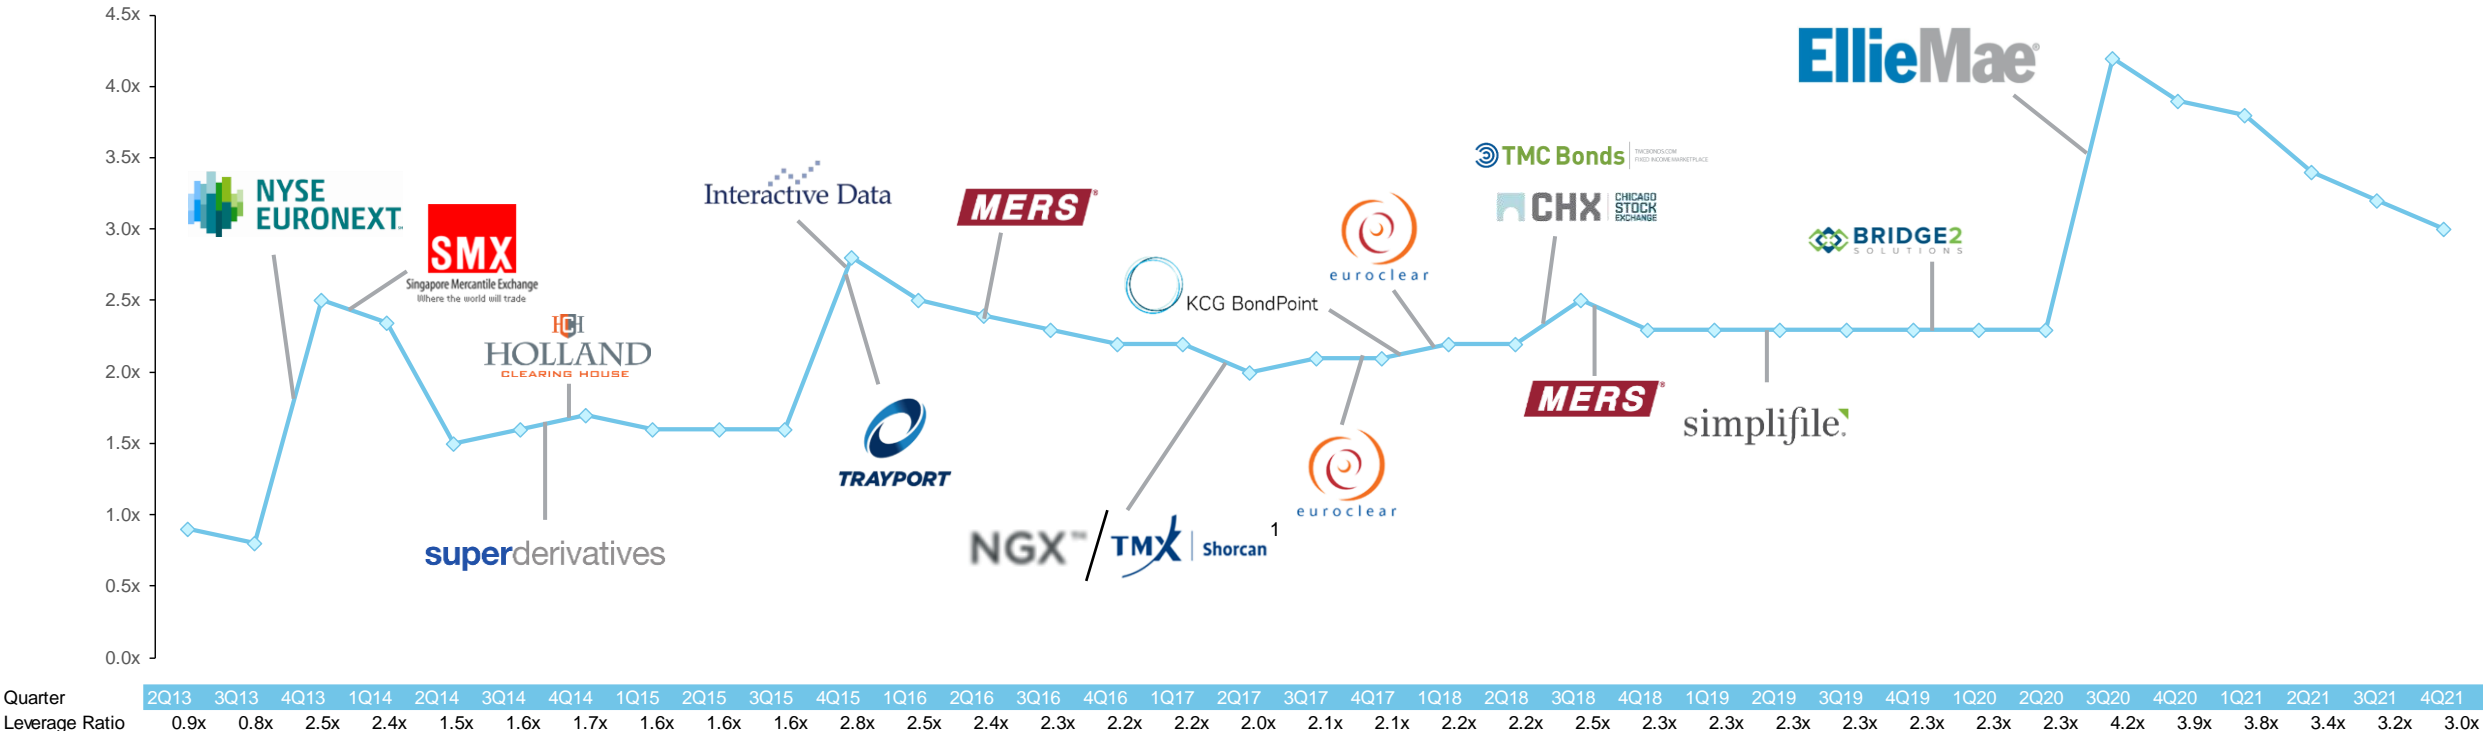 4.5x
4.0x
3.5x
3.0x
2.5x
2.0x
1.5x
1.0x
0.5x
0.0x
NYSE
EURONEXT
SMX
Singapore Mercantile Exchange
Where the world will trade
HCH
HOLLAND
CLEARING HOUSE
superderivatives
Interactive Data
TRAYPORT
MERS®
NGX™ / TMX | Shorcan 1
KCG BondPoint
euroclear
euroclear
TMC Bonds
TMCBONDS.COM
FIXED INCOME MARKETPLACE
CHX
CHICAGO
STOCK
EXCHANGE
MERS®
simplifile
BRIDGE2
SOLUTIONS
EllieMae®
Quarter 2Q13 3Q13 4Q13 1Q14 2Q14 3Q14 4Q14 1Q15 2Q15 3Q15 4Q15 1Q16 2Q16 3Q16 4Q16 1Q17 2Q17 3Q17 4Q17 1Q18 2Q18 3Q18 4Q18 1Q19 2Q19 3Q19 4Q19 1Q20 2Q20 3Q20 4Q20 1Q21 2Q21 3Q21 4Q21
Leverage Ratio 0.9x 0.8x 2.5x 2.4x 1.5x 1.6x 1.7x 1.6x 1.6x 1.6x 2.8x 2.5x 2.4x 2.3x 2.2x 2.2x 2.0x 2.1x 2.1x 2.2x 2.2x 2.5x 2.3x 2.3x 2.3x 2.3x 2.3x 2.3x 2.3x 4.2x 3.9x 3.8x 3.4x 3.2x 3.0x